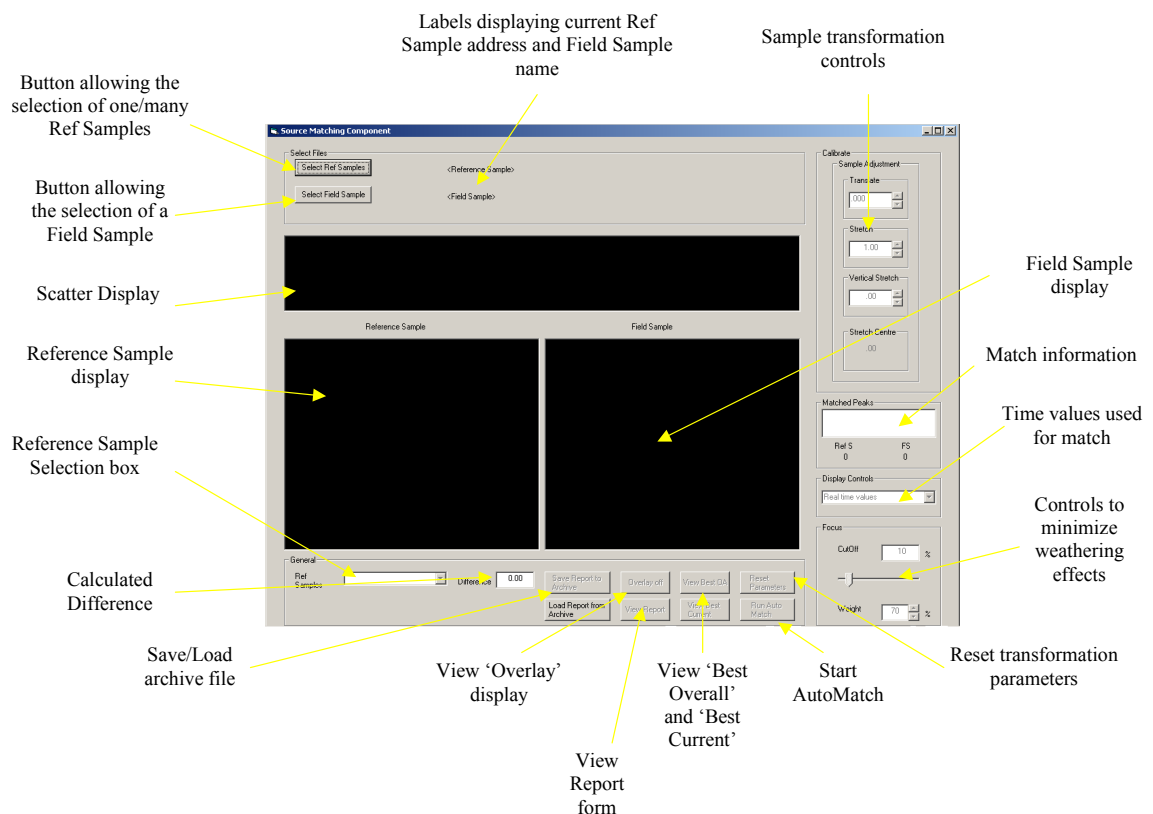 Labels displaying current Ref
Sample address and Field Sample
name
Sample transformation
controls
Button allowing the
selection of one/many
Ref Samples
Button allowing
the selection of a
Field Sample
Scatter Display
Reference Sample
display
Reference Sample
Selection box
Calculated
Difference
Save/Load
archive file
View ‘Overlay’
display
View
Report
form
View ‘Best
Overall’
and ‘Best
Current’
Start
AutoMatch
Reset transformation
parameters
Field Sample
display
Match information
Time values used
for match
Controls to
minimize
weathering
effects
Source Matching Component
Select Files
Select Ref Samples
<Reference Sample>
Select Field Sample
<Field Sample>
Reference Sample
Field Sample
Calibrate
Sample Adjustment
Translate
.000
Stretch
1.00
Vertical Stretch
.00
Stretch Centre
.00
Matched Peaks
Ref S
FS
0
0
Display Controls
Real time values
Focus
CutOff
10
%
Weight
70
%
General
Ref
Samples
Difference
0.00
Save Report to
Archive
Overlay off
View Best OA
Reset
Parameters
Load Report from
Archive
View Report
View Best
Current
Run Auto
Match